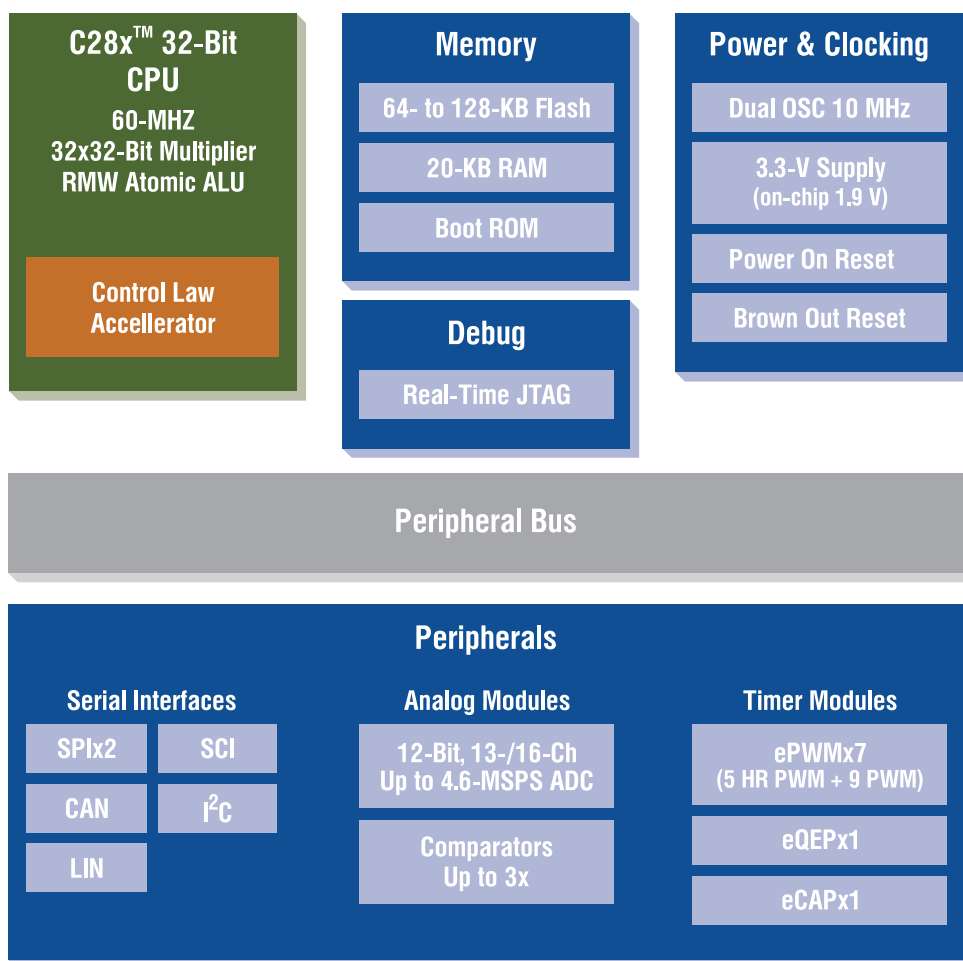 C28x™ 32-Bit
CPU
60-MHZ
32x32-Bit Multiplier
RMW Atomic ALU
Control Law
Accellerator
Memory
64- to 128-KB Flash
20-KB RAM
Boot ROM
Debug
Real-Time JTAG
Power & Clocking
Dual OSC 10 MHz
3.3-V Supply
(on-chip 1.9 V)
Power On Reset
Brown Out Reset
Peripheral Bus
Peripherals
Serial Interfaces
SPIx2
SCI
CAN
I²C
LIN
Analog Modules
12-Bit, 13-/16-Ch
Up to 4.6-MSPS ADC
Comparators
Up to 3x
Timer Modules
ePWMx7
(5 HR PWM + 9 PWM)
eQEPx1
eCAPx1